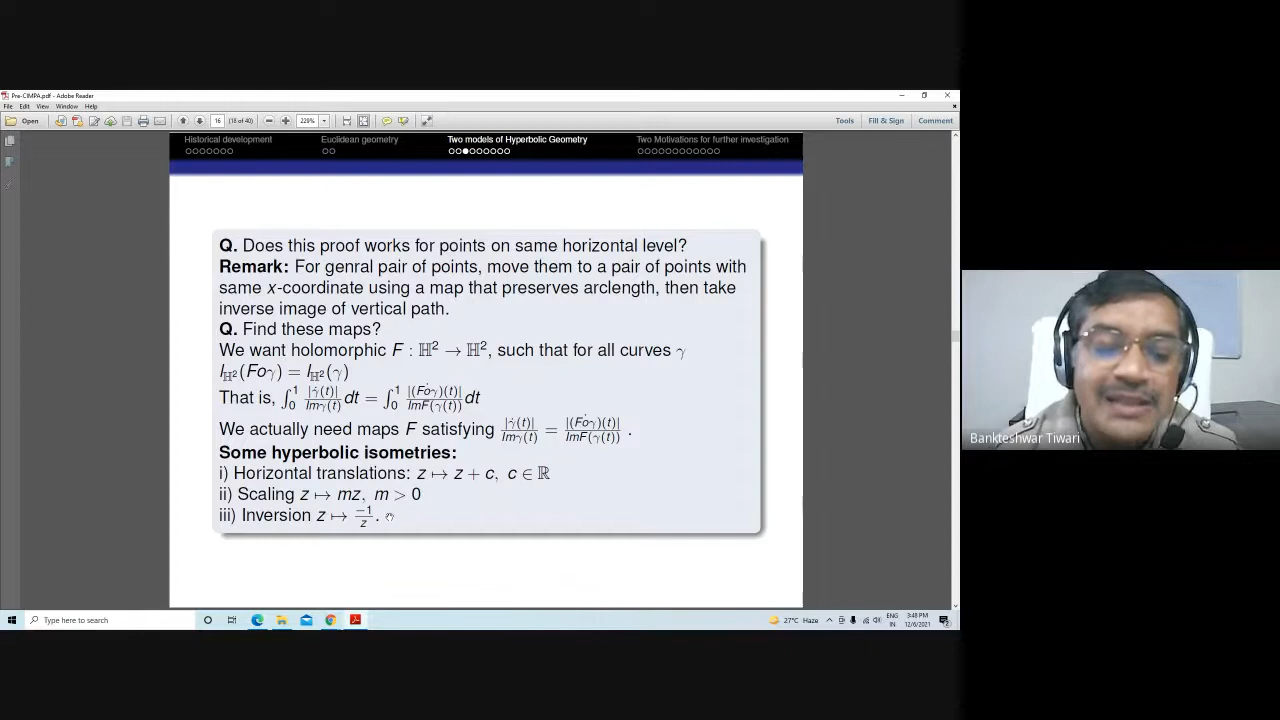 Pre-CIMPA.pdf - Adobe Reader
File Edit View Window Help
Open 16 (18 of 40) 229% Tools Fill & Sign Comment
Historical development Euclidean geometry Two models of Hyperbolic Geometry Two Motivations for further investigation
Q. Does this proof works for points on same horizontal level?
Remark: For genral pair of points, move them to a pair of points with
same x-coordinate using a map that preserves arclength, then take
inverse image of vertical path.
Q. Find these maps?
We want holomorphic F : ℍ² → ℍ², such that for all curves γ
l_ℍ²(Foγ) = l_ℍ²(γ)
That is, ∫₀¹ |γ̇(t)|/Imγ(t) dt = ∫₀¹ |(Fȯγ)(t)|/ImF(γ(t)) dt
We actually need maps F satisfying |γ̇(t)|/Imγ(t) = |(Fȯγ)(t)|/ImF(γ(t)) .
Some hyperbolic isometries:
i) Horizontal translations: z ↦ z + c, c ∈ ℝ
ii) Scaling z ↦ mz, m > 0
iii) Inversion z ↦ −1/z.
Bankteshwar Tiwari
Type here to search 27°C Haze ENG IN 3:48 PM 12/6/2021